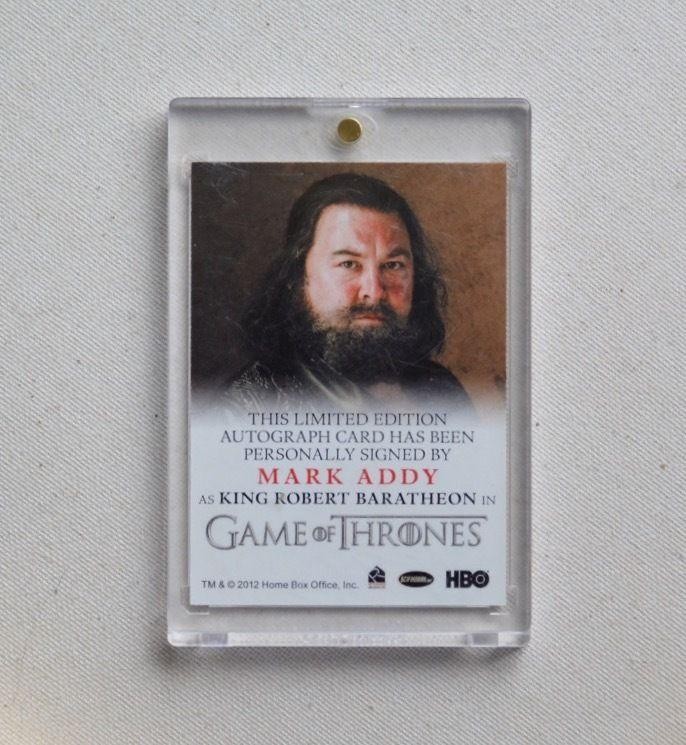 THIS LIMITED EDITION
AUTOGRAPH CARD HAS BEEN
PERSONALLY SIGNED BY
MARK ADDY
AS KING ROBERT BARATHEON IN
GAME OF THRONES
TM & © 2012 Home Box Office, Inc.
HBO